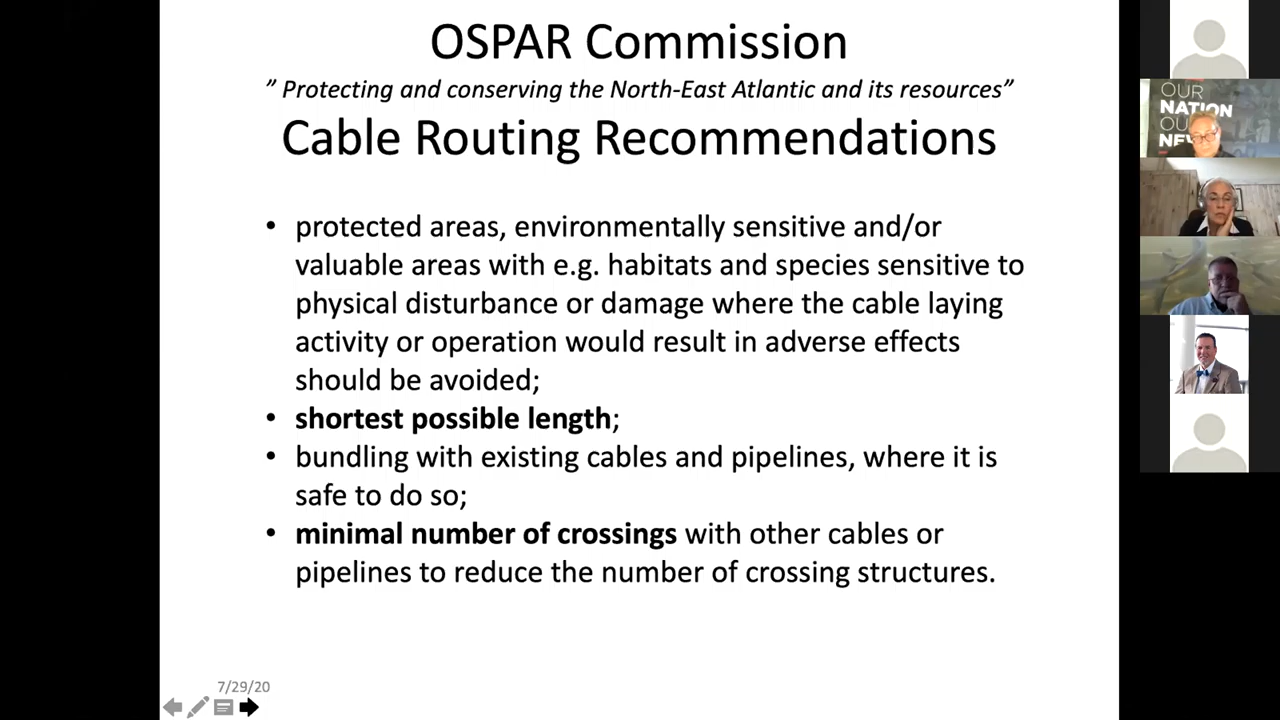 OSPAR Commission
” Protecting and conserving the North-East Atlantic and its resources”
Cable Routing Recommendations
• protected areas, environmentally sensitive and/or
valuable areas with e.g. habitats and species sensitive to
physical disturbance or damage where the cable laying
activity or operation would result in adverse effects
should be avoided;
• shortest possible length;
• bundling with existing cables and pipelines, where it is
safe to do so;
• minimal number of crossings with other cables or
pipelines to reduce the number of crossing structures.
7/29/20
OUR
NATION